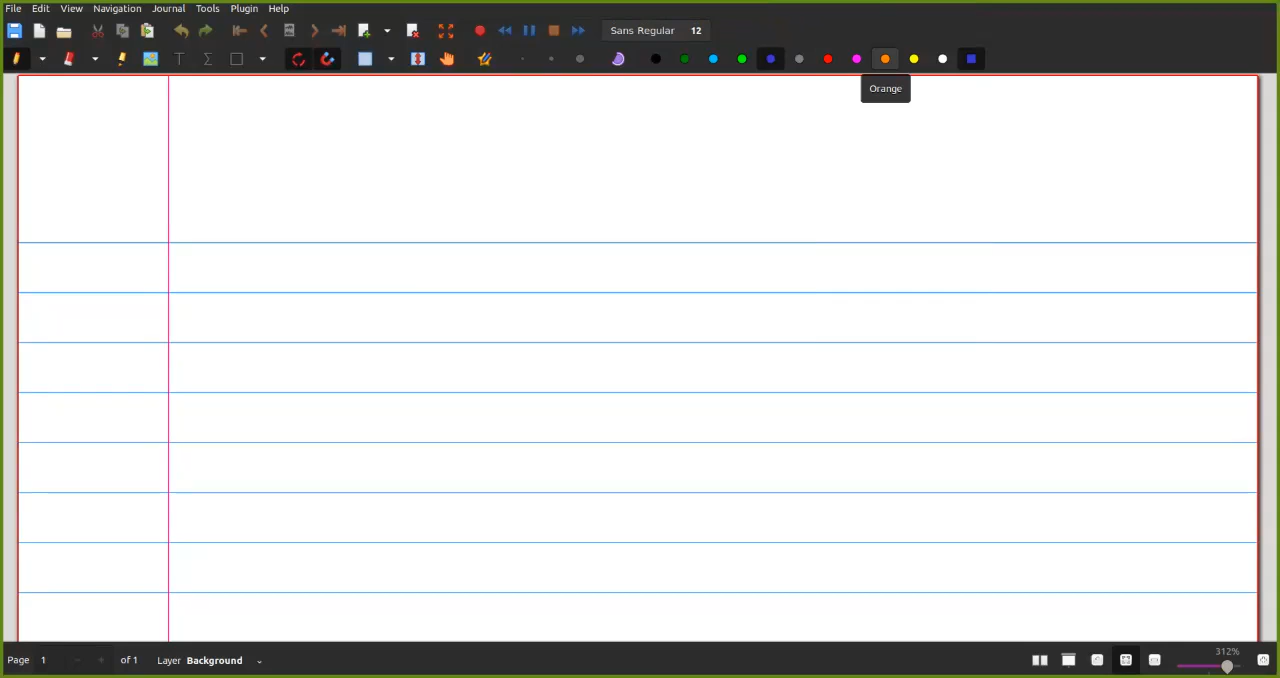 File Edit View Navigation Journal Tools Plugin Help
Sans Regular 12
Orange
Page 1 of 1 Layer Background
312%